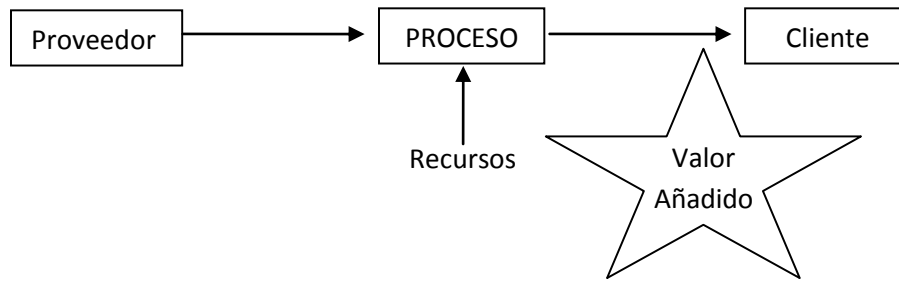 Proveedor
PROCESO
Cliente
Recursos
Valor
Añadido